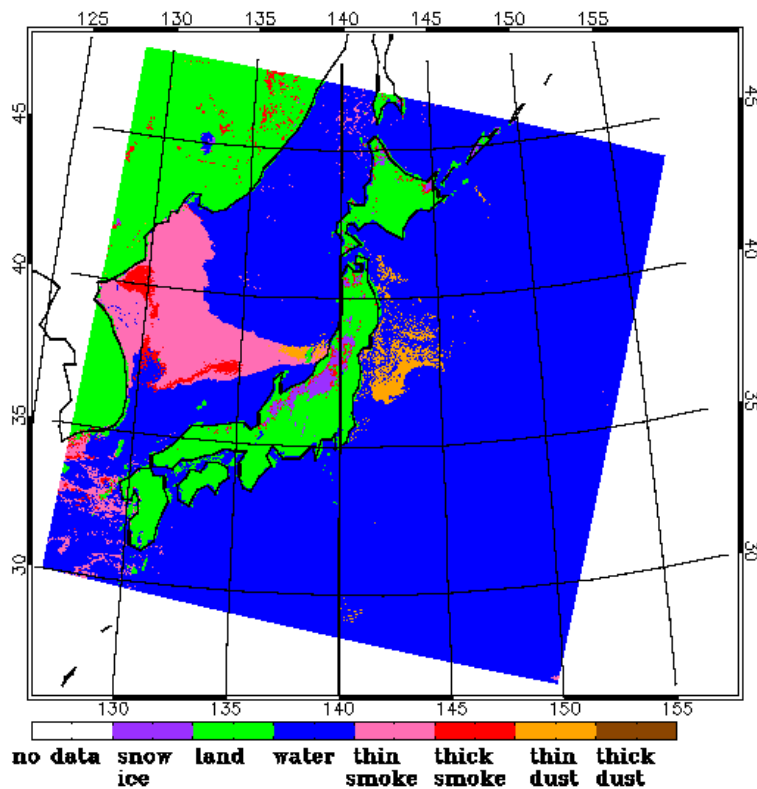 125 130 135 140 145 150 155
45 45
40 40
35 35
30 30
130 135 140 145 150 155
no data snow land water thin thick thin thick
ice smoke smoke dust dust